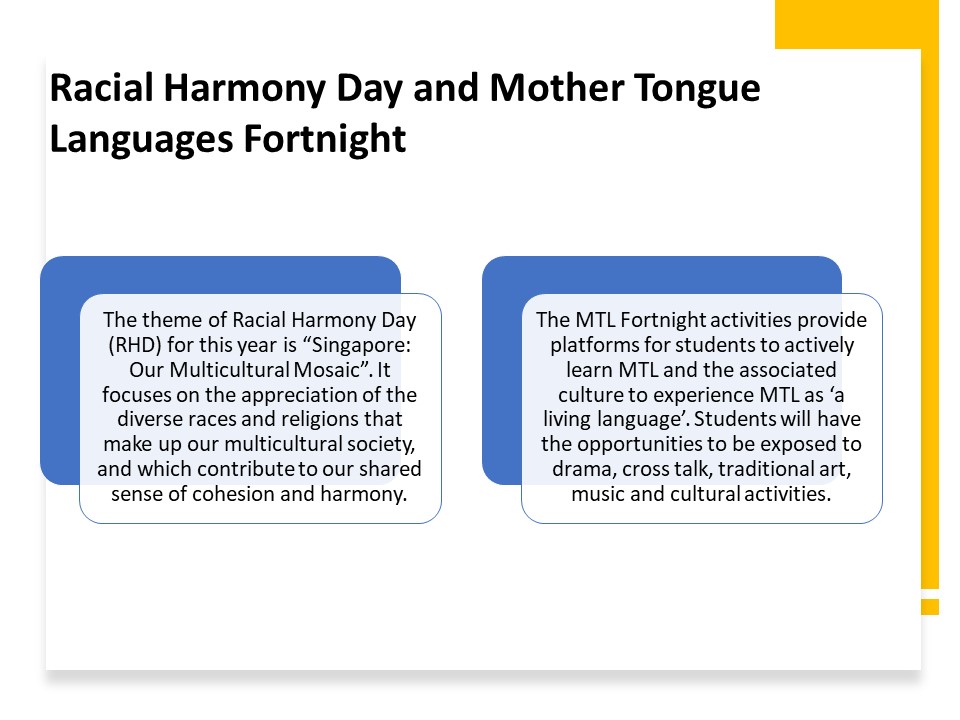 Racial Harmony Day and Mother Tongue
Languages Fortnight
The theme of Racial Harmony Day
(RHD) for this year is “Singapore:
Our Multicultural Mosaic”. It
focuses on the appreciation of the
diverse races and religions that
make up our multicultural society,
and which contribute to our shared
sense of cohesion and harmony.
The MTL Fortnight activities provide
platforms for students to actively
learn MTL and the associated
culture to experience MTL as ‘a
living language’. Students will have
the opportunities to be exposed to
drama, cross talk, traditional art,
music and cultural activities.